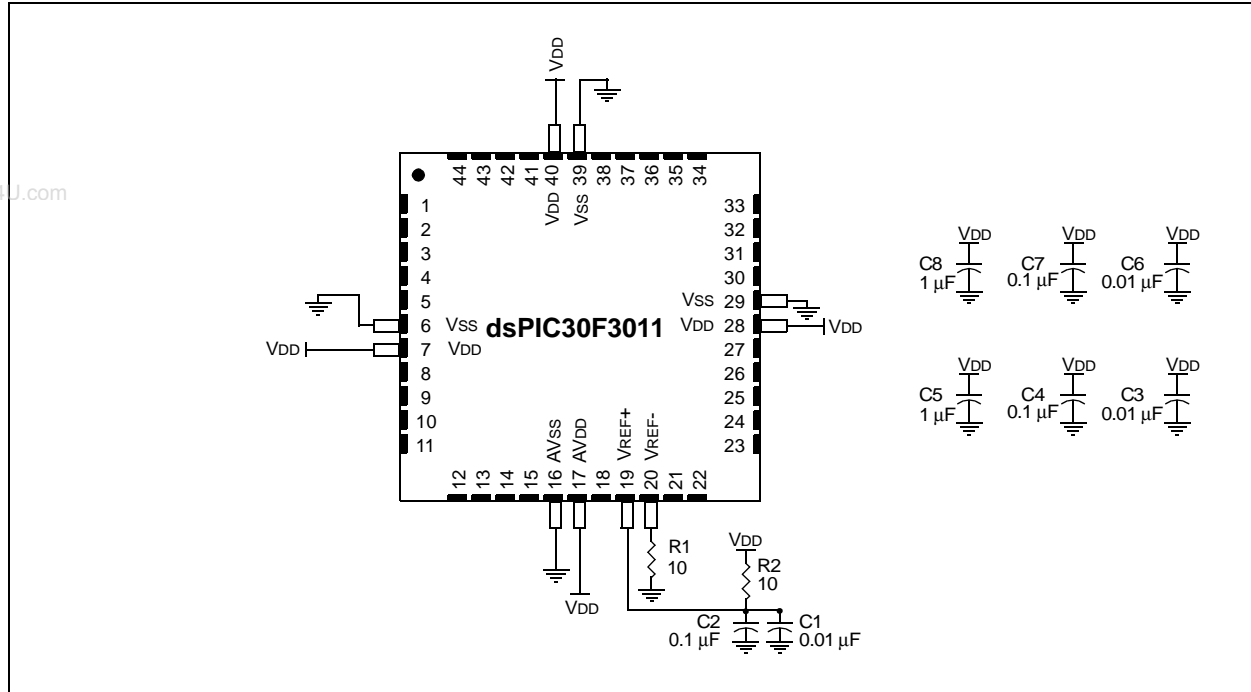 VDD
44 43 42 41 40 39 38 37 36 35 34
VDD VSS
4U.com
1
2
3
4
5
6 VSS
VDD 7 VDD
8
9
10
11
dsPIC30F3011
33
32
31
30
VSS 29
VDD 28 VDD
27
26
25
24
23
AVSS AVDD VREF+ VREF-
12 13 14 15 16 17 18 19 20 21 22
VDD
R1
10
VDD
R2
10
C2
0.1 µF
C1
0.01 µF
VDD
C8
1 µF
VDD
C7
0.1 µF
VDD
C6
0.01 µF
VDD
C5
1 µF
VDD
C4
0.1 µF
VDD
C3
0.01 µF